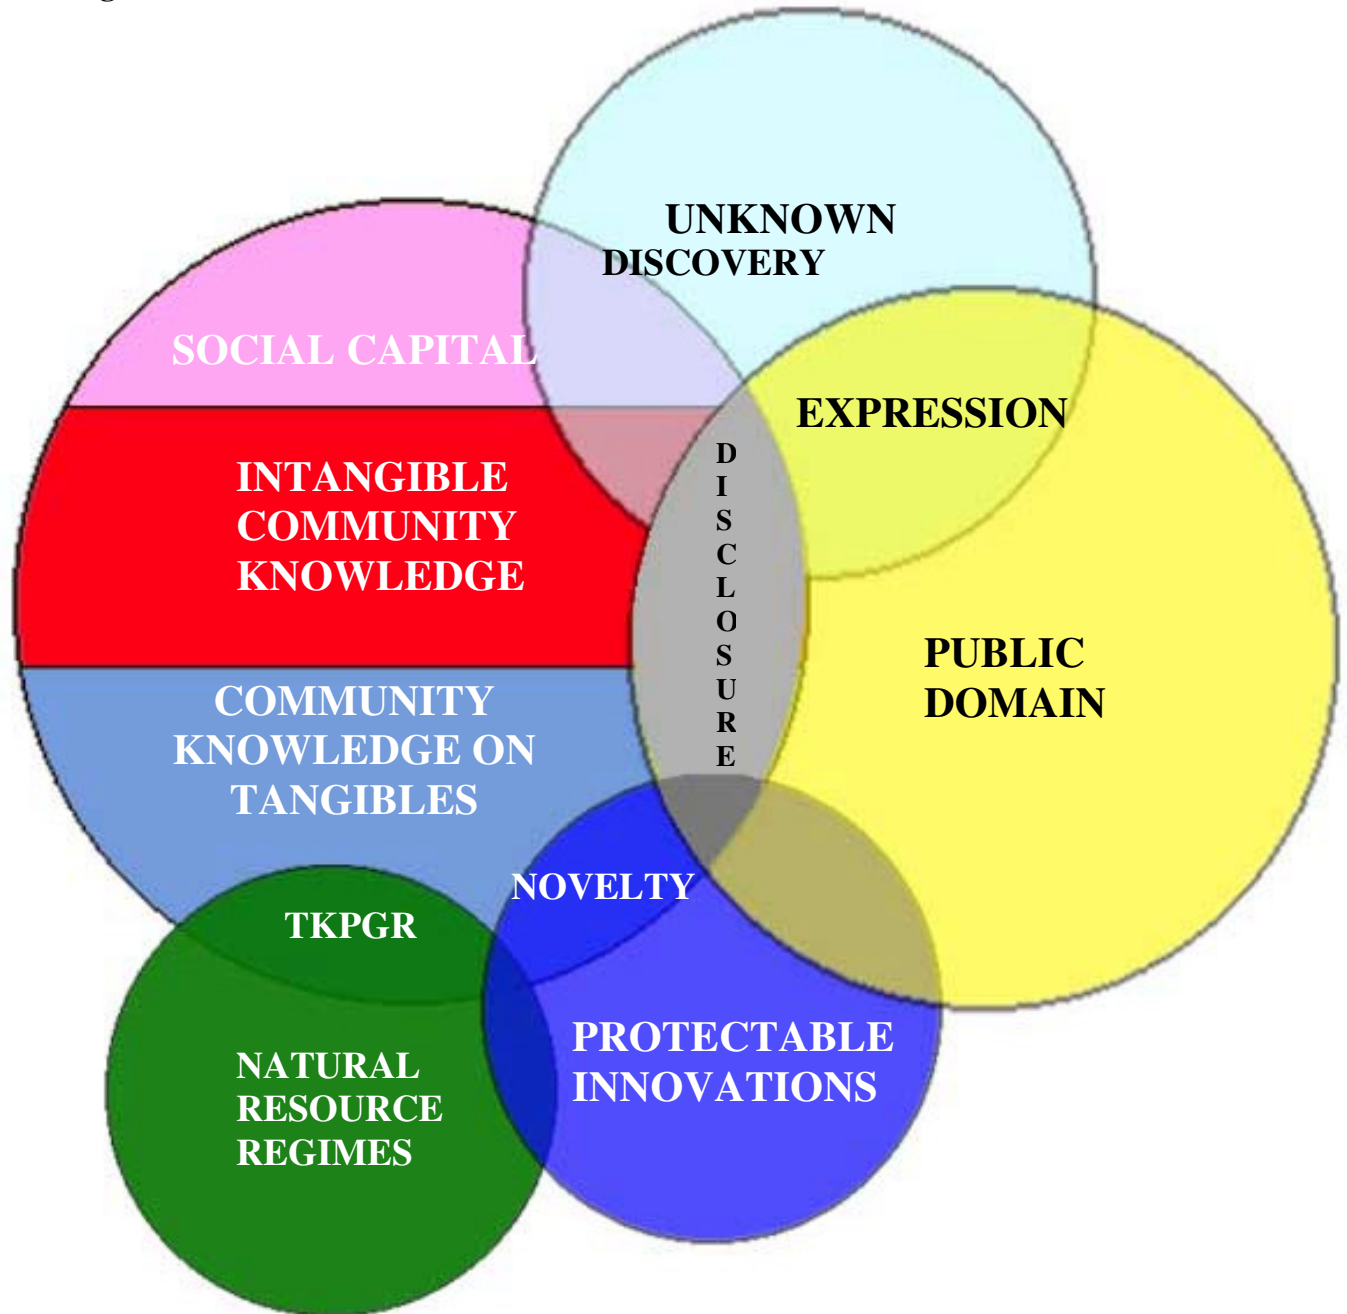 UNKNOWN
DISCOVERY
SOCIAL CAPITAL
EXPRESSION
INTANGIBLE
COMMUNITY
KNOWLEDGE
D
I
S
C
L
O
S
U
R
E
PUBLIC
DOMAIN
COMMUNITY
KNOWLEDGE ON
TANGIBLES
NOVELTY
TKPGR
PROTECTABLE
INNOVATIONS
NATURAL
RESOURCE
REGIMES